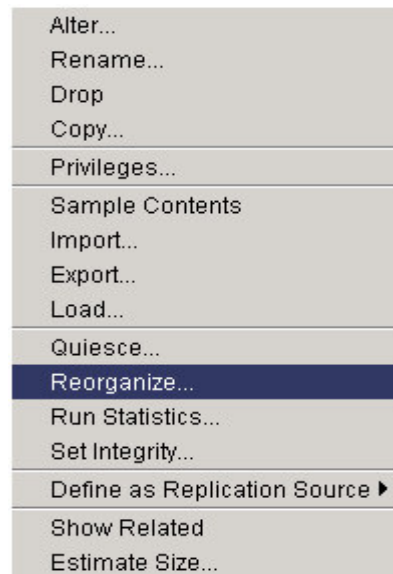 Alter...
Rename...
Drop
Copy...
Privileges...
Sample Contents
Import...
Export...
Load...
Quiesce...
Reorganize...
Run Statistics...
Set Integrity...
Define as Replication Source
Show Related
Estimate Size...